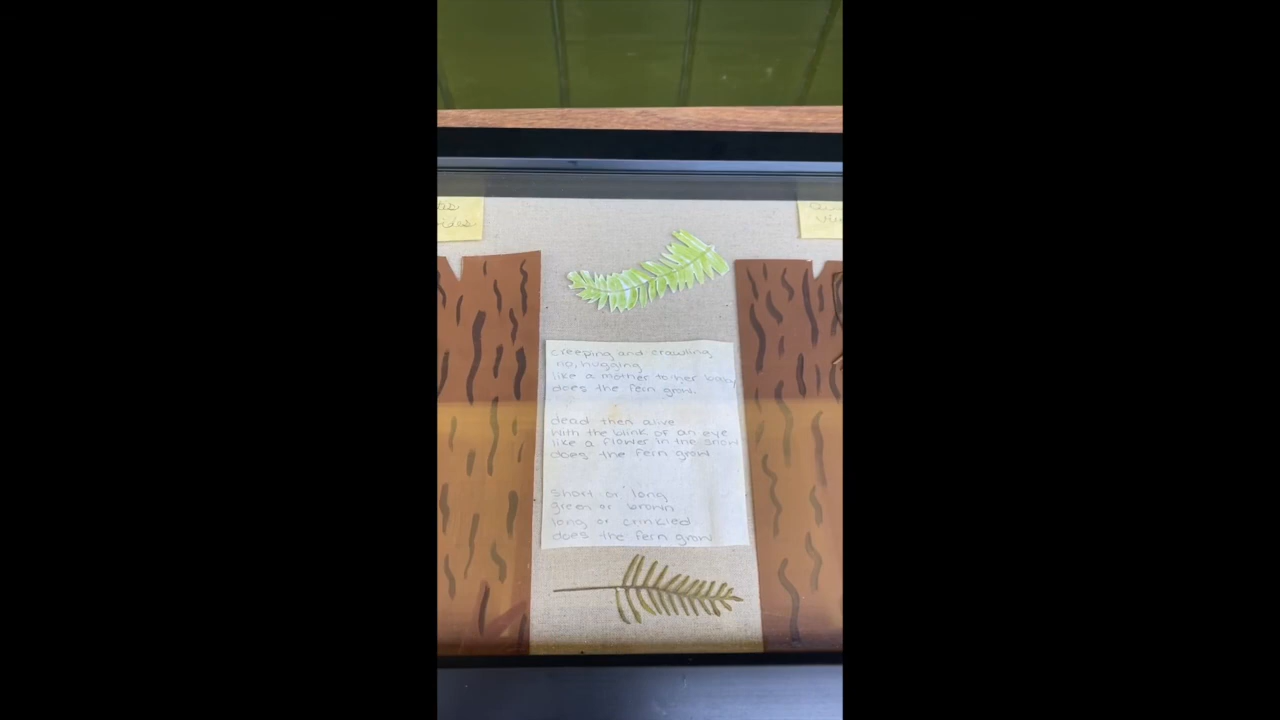 creeping and crawling
no, hugging
like a mother to her baby
does the fern grow.
dead then alive
with the blink of an eye
like a flower in the snow
does the fern grow
short or long
green or brown
long or crinkled
does the fern grow